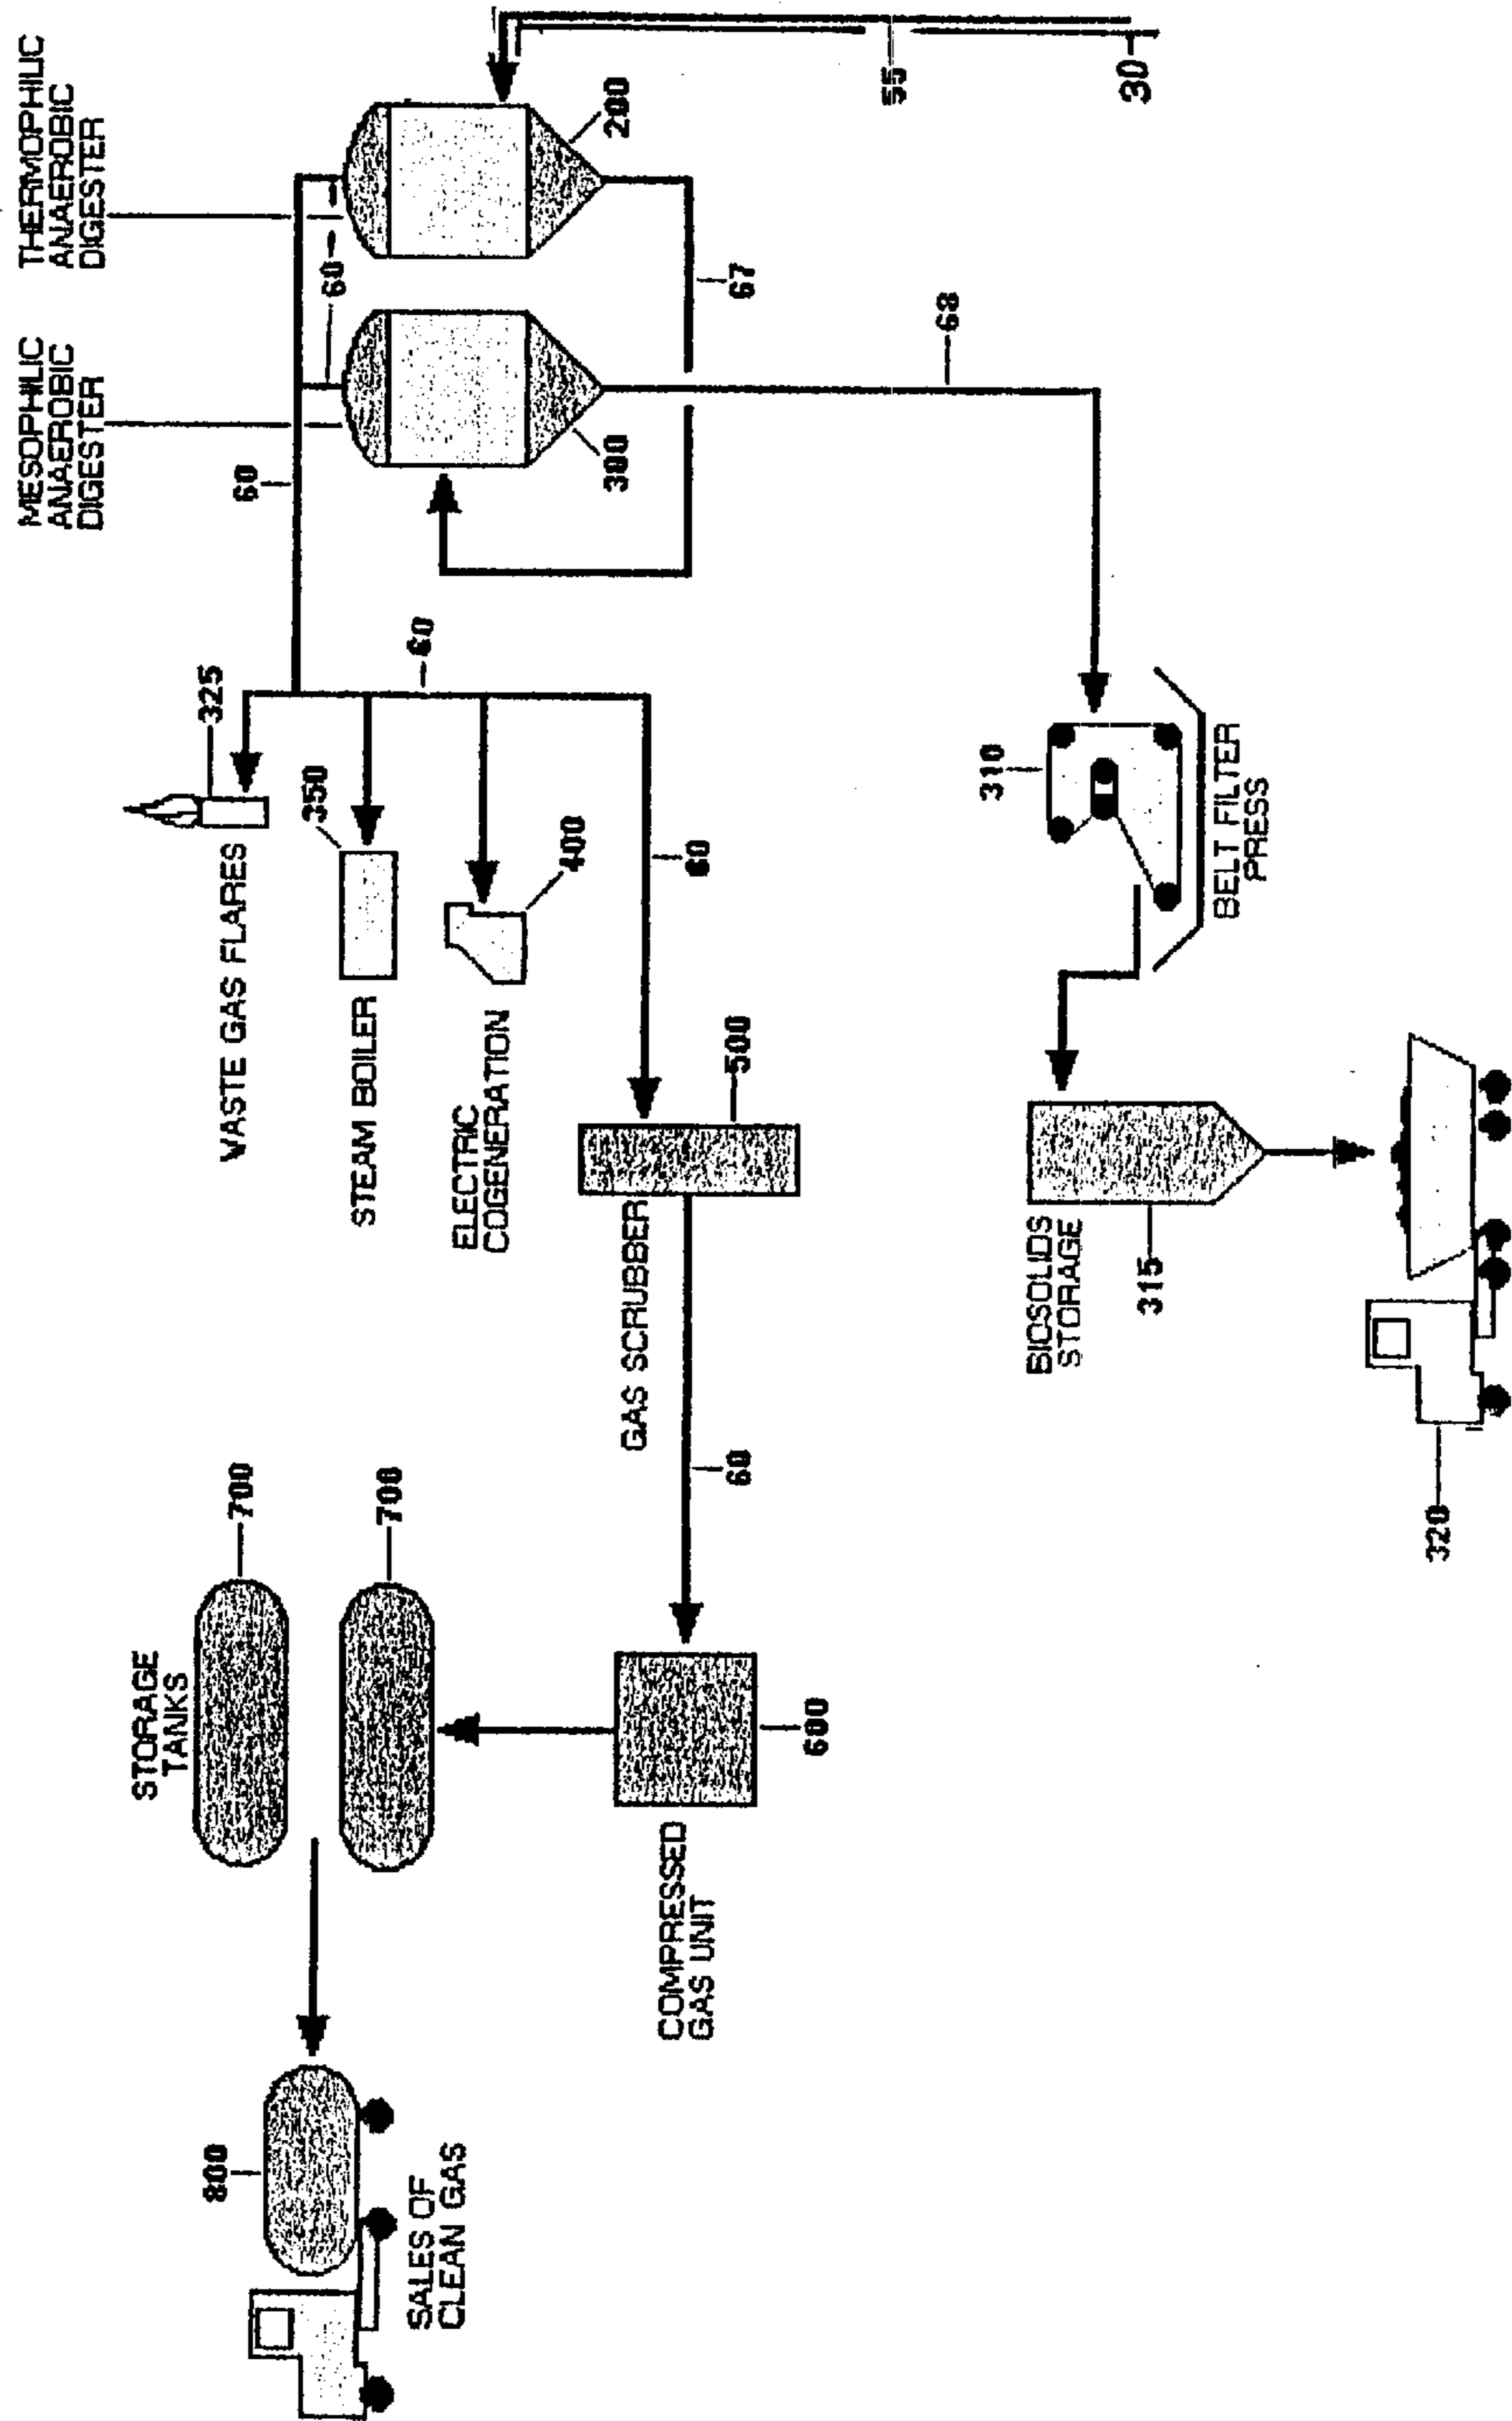 THERMOPHILIC
ANAEROBIC
DIGESTER
MESOPHILIC
ANAEROBIC
DIGESTER
60
60
200
55
30
67
300
68
325
WASTE GAS FLARES
60
350
STEAM BOILER
400
ELECTRIC
COGENERATION
60
500
GAS SCRUBBER
60
310
BELT FILTER
PRESS
BIOSOLIDS
STORAGE
315
320
STORAGE
TANKS
700
700
600
COMPRESSED
GAS UNIT
800
SALES OF
CLEAN GAS